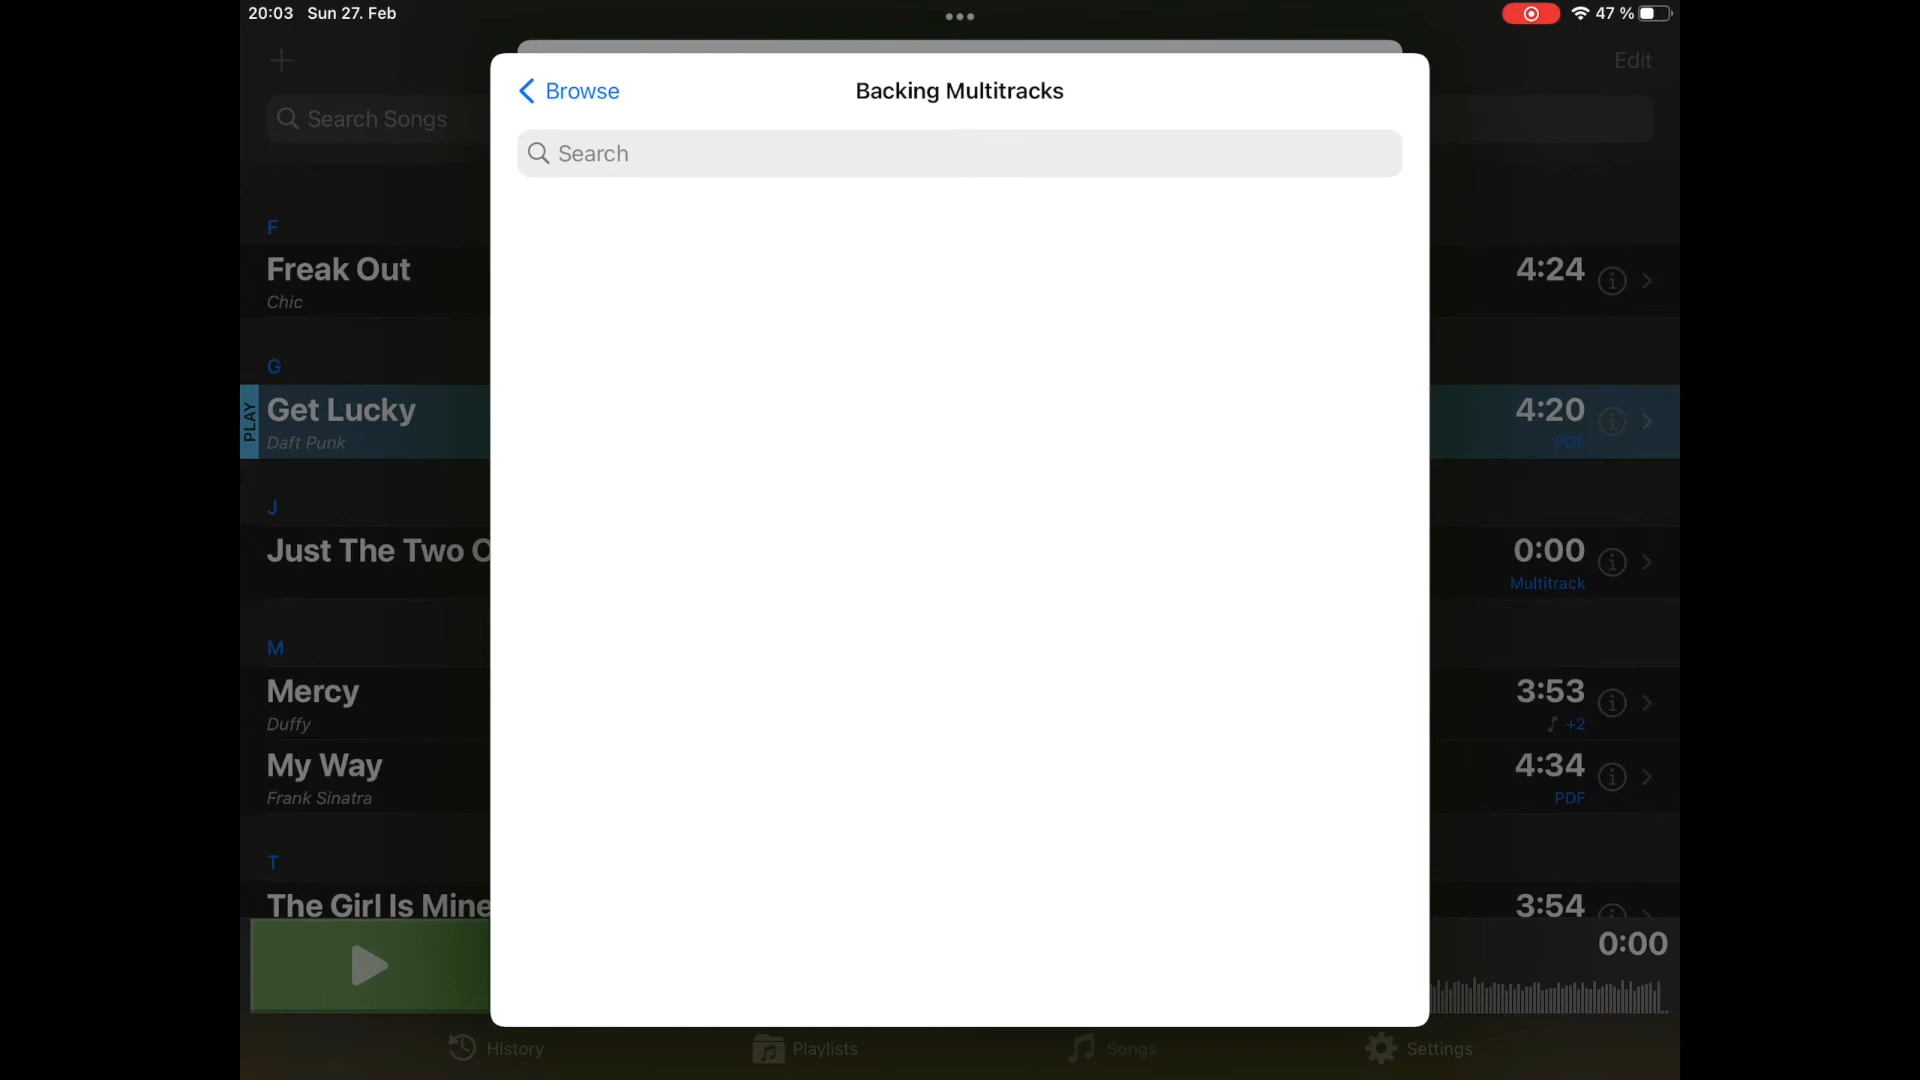 20:03 Sun 27. Feb
47 %
Edit
Search Songs
Browse
Backing Multitracks
Search
F
Freak Out
4:24
Chic
G
PLAY
Get Lucky
4:20
Daft Punk
PDF
J
Just The Two O
0:00
Multitrack
M
Mercy
3:53
Duffy
+2
My Way
4:34
Frank Sinatra
PDF
T
The Girl Is Mine
3:54
0:00
History
Playlists
Songs
Settings